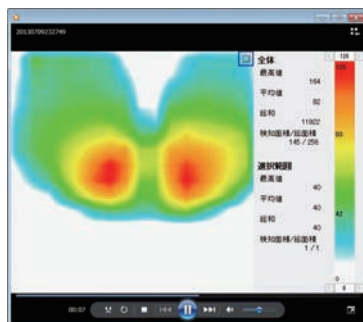 20130709232749
全体
最高値
164
平均値
82
総和
11922
検知面積/総面積
145 / 256
選択範囲
最高値
40
平均値
40
総和
40
検知面積/総面積
1 / 1
126
42
0
0
00:07